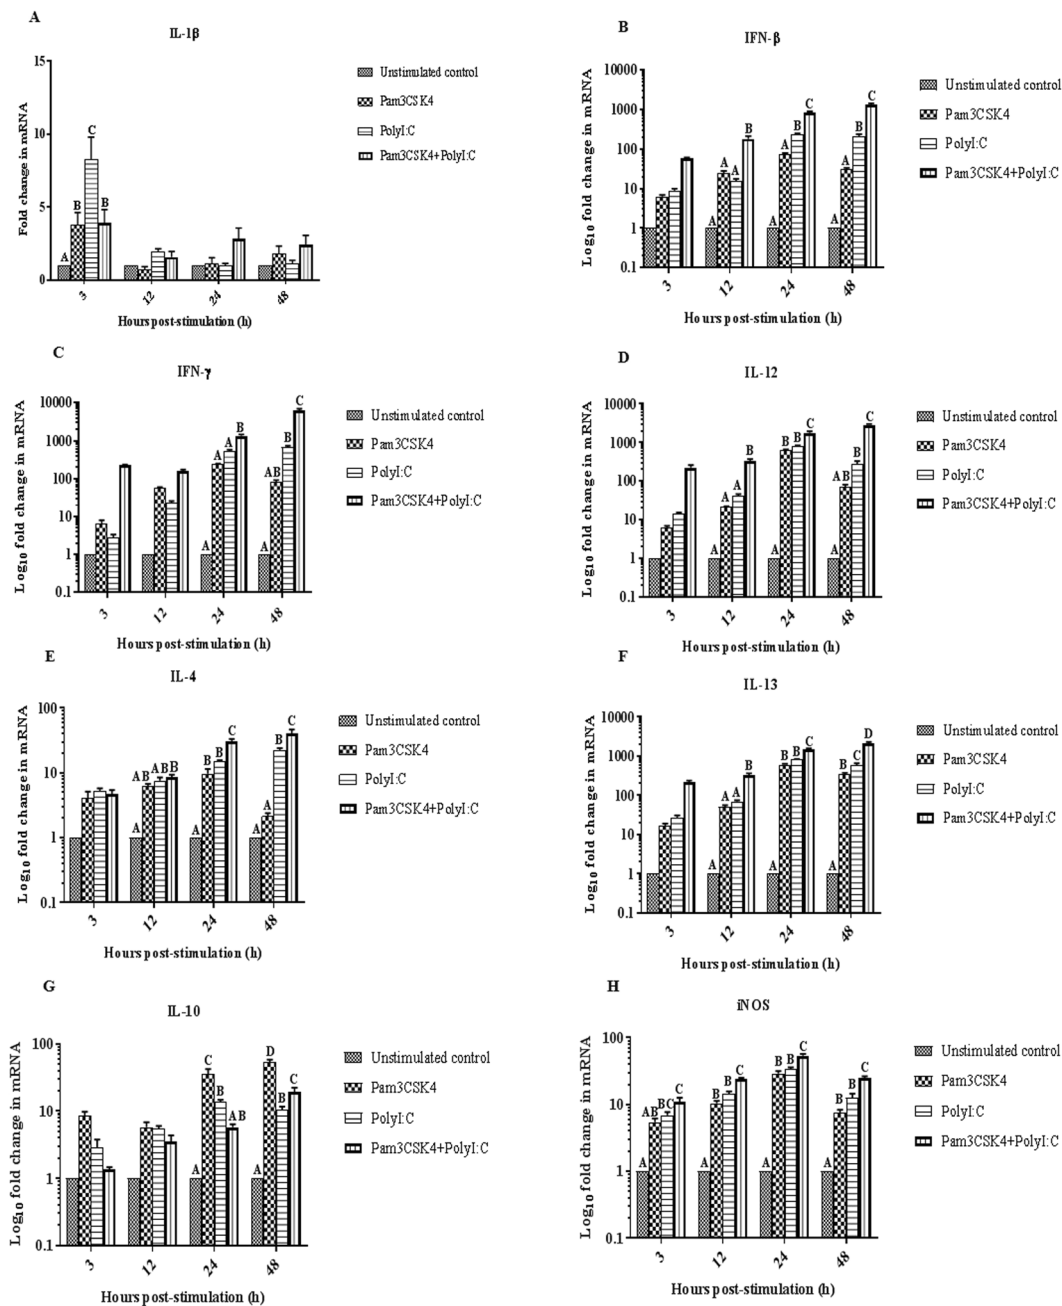 A
IL-1β
Fold change in mRNA
15
10
5
0
A B C B
3 12 24 48
Hours post-stimulation (h)
Unstimulated control
Pam3CSK4
PolyI:C
Pam3CSK4+PolyI:C
B
IFN-β
Log10 fold change in mRNA
10000
1000
100
10
1
0.1
A A A B
A A B C
A A B C
3 12 24 48
Hours post-stimulation (h)
Unstimulated control
Pam3CSK4
PolyI:C
Pam3CSK4+PolyI:C
C
IFN-γ
Log10 fold change in mRNA
10000
1000
100
10
1
0.1
A A A B
A AB B C
3 12 24 48
Hours post-stimulation (h)
Unstimulated control
Pam3CSK4
PolyI:C
Pam3CSK4+PolyI:C
D
IL-12
Log10 fold change in mRNA
10000
1000
100
10
1
0.1
A A A B
A B B C
A AB B C
3 12 24 48
Hours post-stimulation (h)
Unstimulated control
Pam3CSK4
PolyI:C
Pam3CSK4+PolyI:C
E
IL-4
Log10 fold change in mRNA
100
10
1
0.1
A AB AB B
A B B C
A A B C
3 12 24 48
Hours post-stimulation (h)
Unstimulated control
Pam3CSK4
PolyI:C
Pam3CSK4+PolyI:C
F
IL-13
Log10 fold change in mRNA
10000
1000
100
10
1
0.1
A A A B
A B B C
A B C D
3 12 24 48
Hours post-stimulation (h)
Unstimulated control
Pam3CSK4
PolyI:C
Pam3CSK4+PolyI:C
G
IL-10
Log10 fold change in mRNA
100
10
1
0.1
A C B AB
A D B C
3 12 24 48
Hours post-stimulation (h)
Unstimulated control
Pam3CSK4
PolyI:C
Pam3CSK4+PolyI:C
H
iNOS
Log10 fold change in mRNA
100
10
1
0.1
A AB BC C
A B B C
A B B C
A B B C
3 12 24 48
Hours post-stimulation (h)
Unstimulated control
Pam3CSK4
PolyI:C
Pam3CSK4+PolyI:C